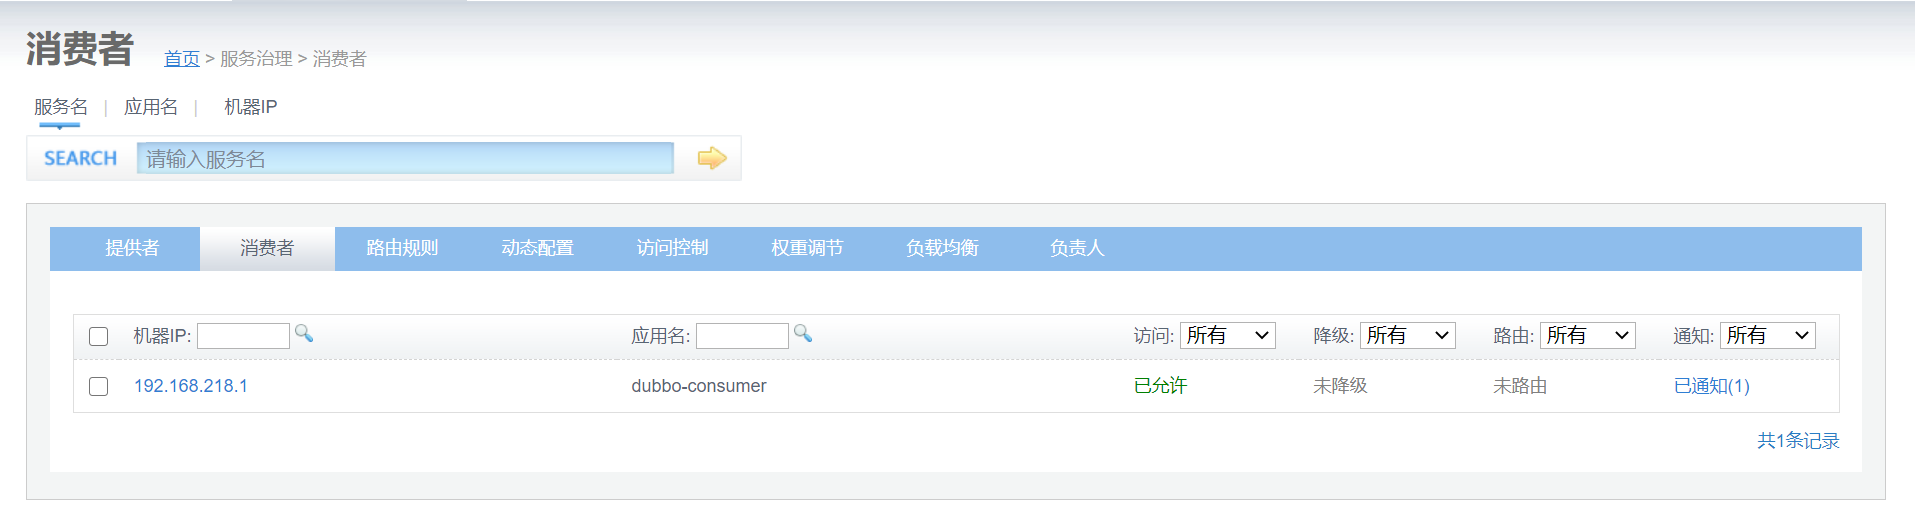 消费者 首页 > 服务治理 > 消费者
服务名 | 应用名 | 机器IP
SEARCH 请输入服务名
提供者 消费者 路由规则 动态配置 访问控制 权重调节 负载均衡 负责人
机器IP: 应用名: 访问: 所有 降级: 所有 路由: 所有 通知: 所有
192.168.218.1 dubbo-consumer 已允许 未降级 未路由 已通知(1)
共1条记录